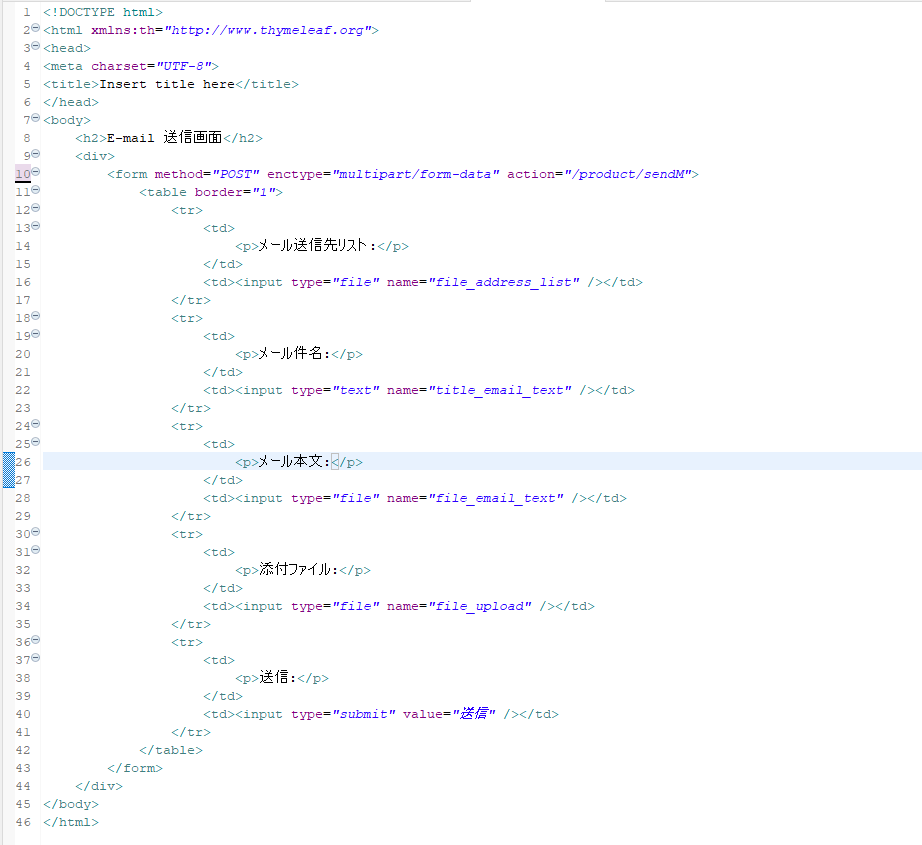 1 <!DOCTYPE html>
2 <html xmlns:th="http://www.thymeleaf.org">
3 <head>
4 <meta charset="UTF-8">
5 <title>Insert title here</title>
6 </head>
7 <body>
8 <h2>E-mail 送信画面</h2>
9 <div>
10 <form method="POST" enctype="multipart/form-data" action="/product/sendM">
11 <table border="1">
12 <tr>
13 <td>
14 <p>メール送信先リスト:</p>
15 </td>
16 <td><input type="file" name="file_address_list" /></td>
17 </tr>
18 <tr>
19 <td>
20 <p>メール件名:</p>
21 </td>
22 <td><input type="text" name="title_email_text" /></td>
23 </tr>
24 <tr>
25 <td>
26 <p>メール本文:</p>
27 </td>
28 <td><input type="file" name="file_email_text" /></td>
29 </tr>
30 <tr>
31 <td>
32 <p>添付ファイル:</p>
33 </td>
34 <td><input type="file" name="file_upload" /></td>
35 </tr>
36 <tr>
37 <td>
38 <p>送信:</p>
39 </td>
40 <td><input type="submit" value="送信" /></td>
41 </tr>
42 </table>
43 </form>
44 </div>
45 </body>
46 </html>